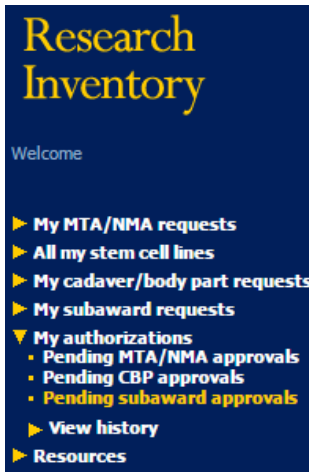 Research
Inventory
Welcome
My MTA/NMA requests
All my stem cell lines
My cadaver/body part requests
My subaward requests
My authorizations
Pending MTA/NMA approvals
Pending CBP approvals
Pending subaward approvals
View history
Resources